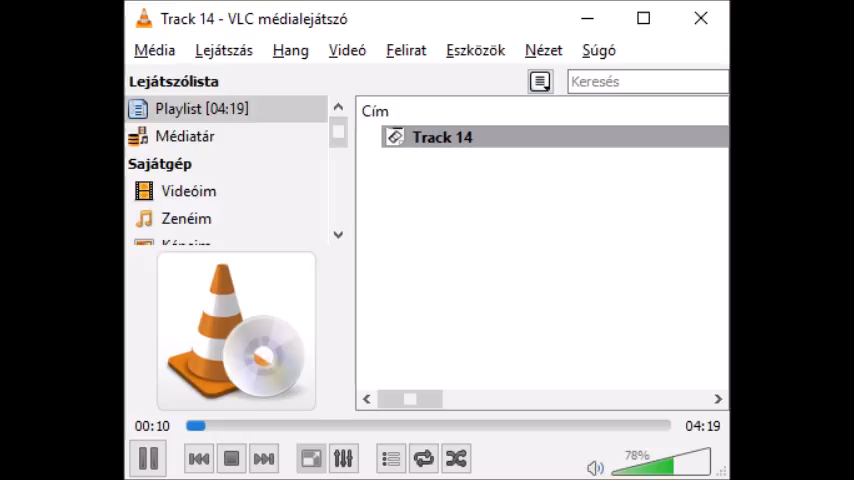 Track 14 - VLC médialejátszó
Média Lejátszás Hang Videó Felirat Eszközök Nézet Súgó
Lejátszólista
Keresés
Playlist [04:19]
Médiatár
Sajátgép
Videóim
Zenéim
Képeim
Cím
Track 14
00:10
04:19
78%